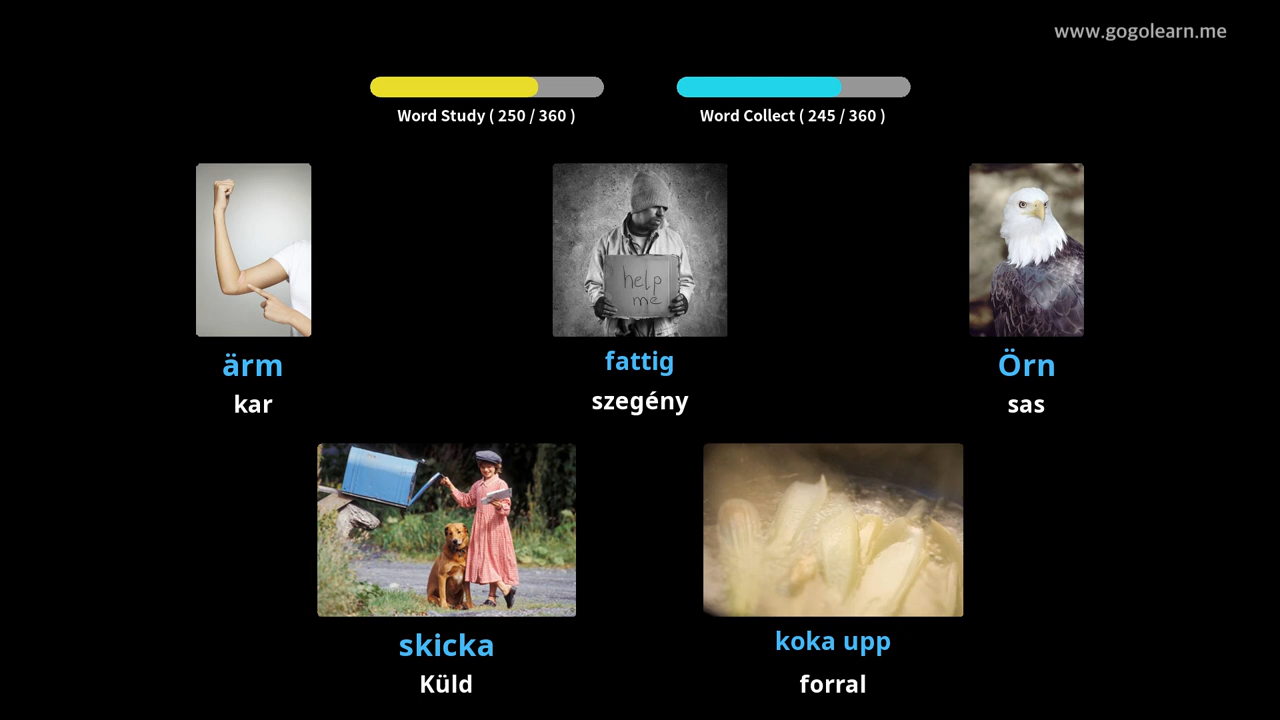 www.gogolearn.me
Word Study ( 250 / 360 )
Word Collect ( 245 / 360 )
help
me
ärm
kar
fattig
szegény
Örn
sas
skicka
Küld
koka upp
forral